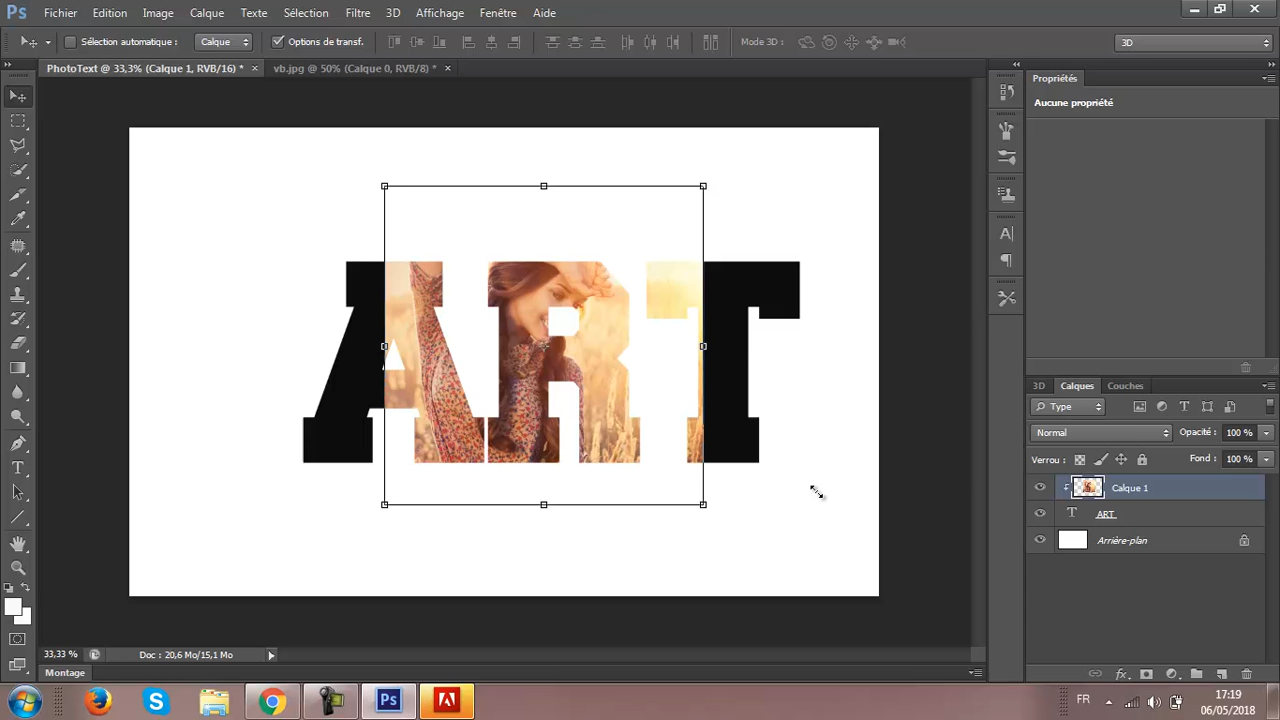 Ps Fichier Edition Image Calque Texte Sélection Filtre 3D Affichage Fenêtre Aide
Sélection automatique : Calque Options de transf. Mode 3D : 3D
PhotoText @ 33,3% (Calque 1, RVB/16) * × vb.jpg @ 50% (Calque 0, RVB/8) * ×
Propriétés
Aucune propriété
ART
3D Calques Couches
Type
Normal Opacité : 100 %
Verrou : Fond : 100 %
Calque 1
T ART
Arrière-plan
33,33 % Doc : 20,6 Mo/15,1 Mo
Montage
Ps FR 17:19
06/05/2018